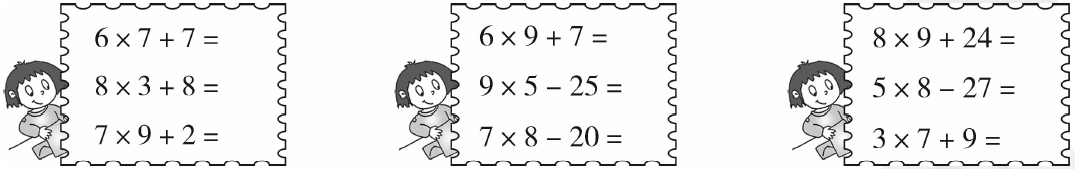 6 × 7 + 7 =
8 × 3 + 8 =
7 × 9 + 2 =
6 × 9 + 7 =
9 × 5 − 25 =
7 × 8 − 20 =
8 × 9 + 24 =
5 × 8 − 27 =
3 × 7 + 9 =